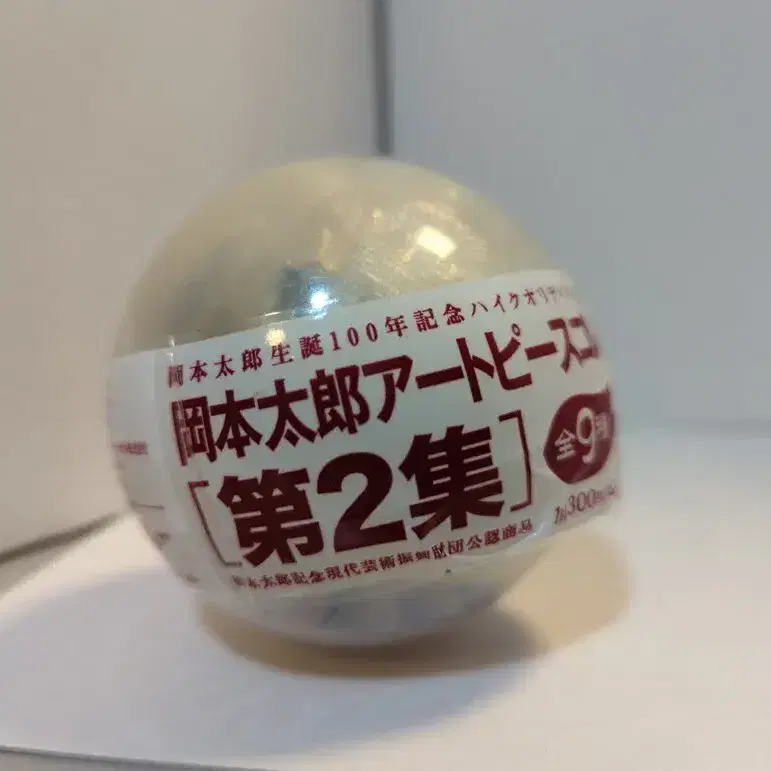 岡本太郎生誕100年記念ハイクオリティ
岡本太郎アートピースコ
[第2集]
全9種
1回300円
岡本太郎記念現代芸術振興財団公認商品